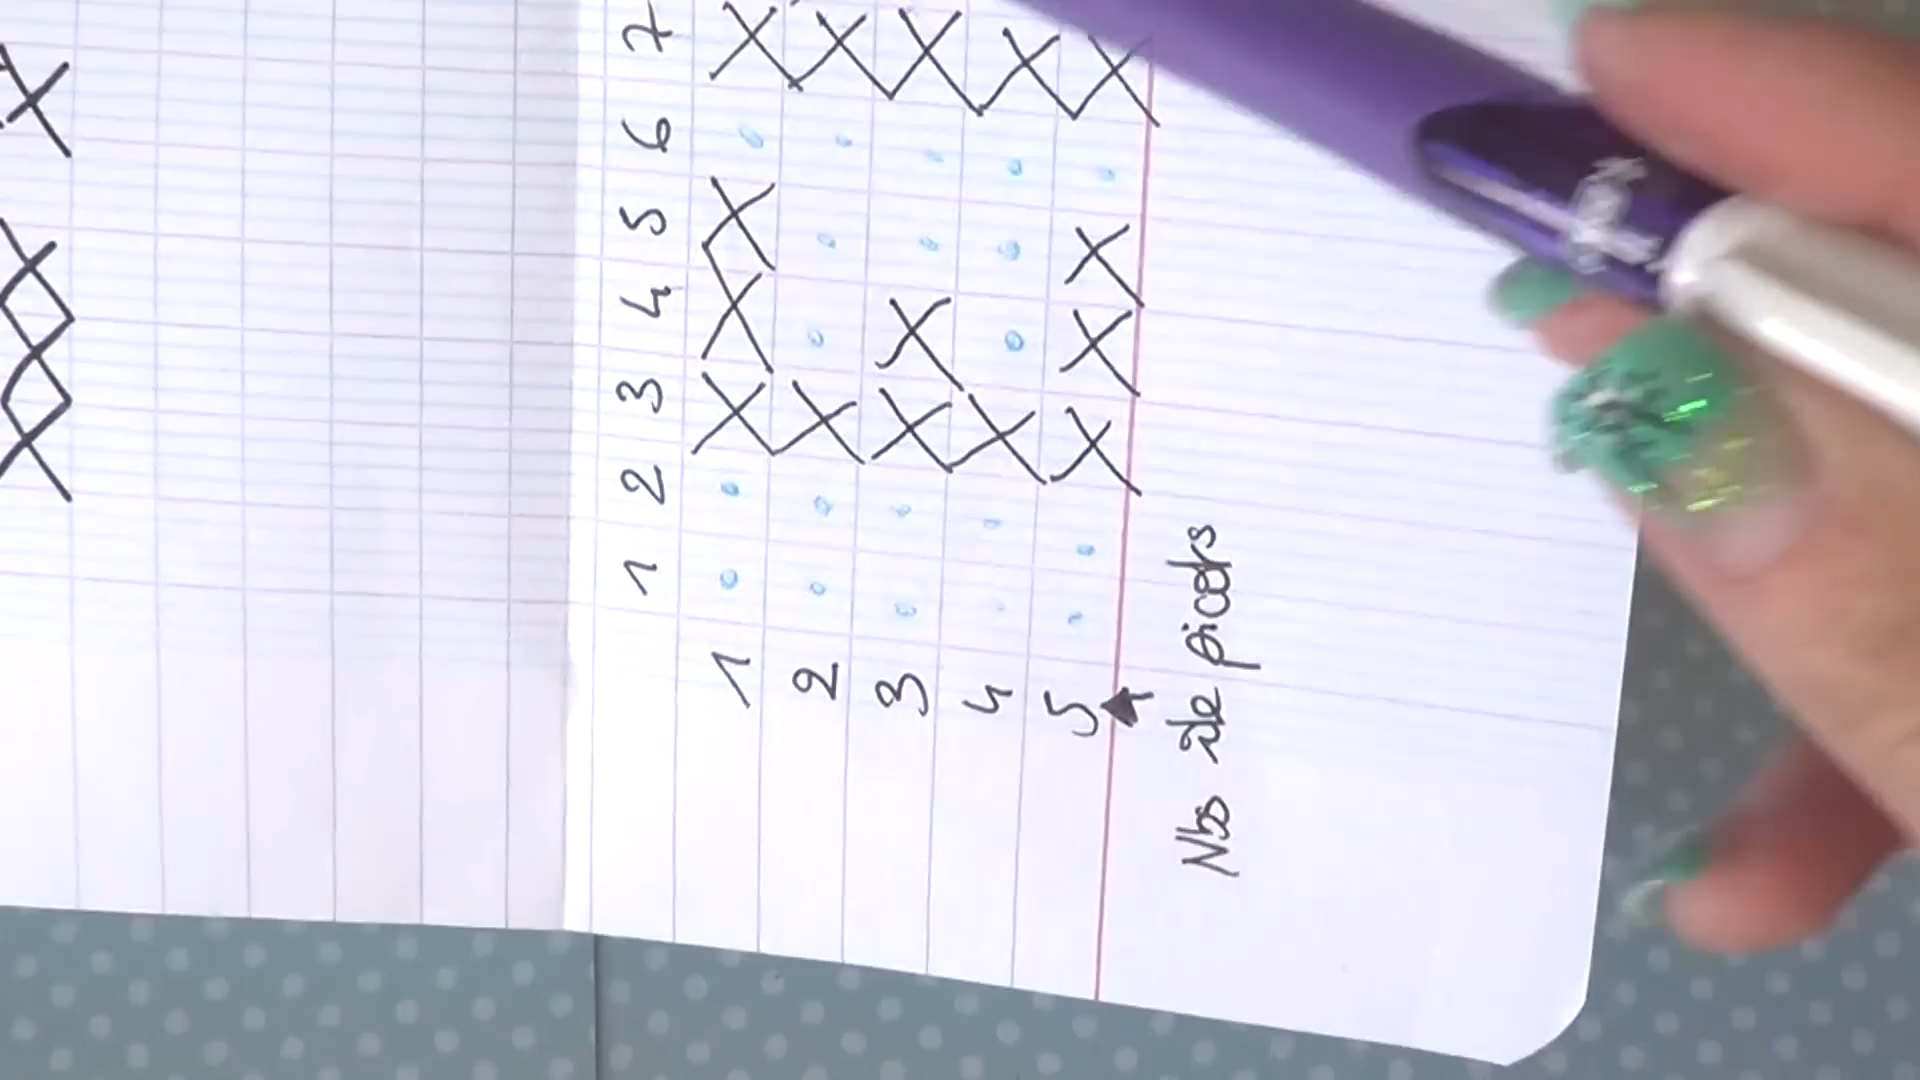 7 X X X X X
6 o o o o o
5 X o o o X
4 X o X o X
3 X X X X X
2 o o o o o
1 o o o o o
1 2 3 4 5
Nbs de picots